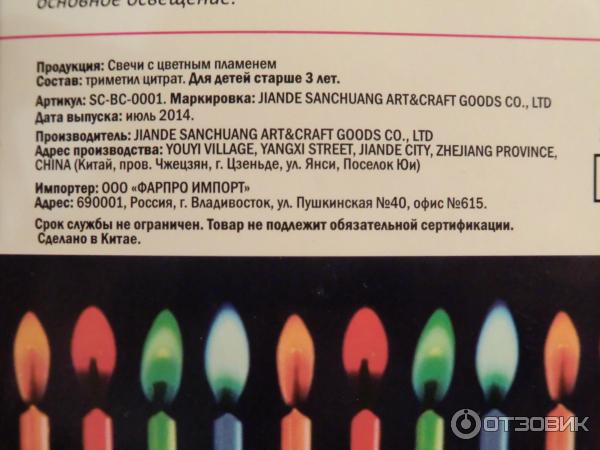 основное освещение.
Продукция: Свечи с цветным пламенем
Состав: триметил цитрат. Для детей старше 3 лет.
Артикул: SC-BC-0001. Маркировка: JIANDE SANCHUANG ART&CRAFT GOODS CO., LTD
Дата выпуска: июль 2014.
Производитель: JIANDE SANCHUANG ART&CRAFT GOODS CO., LTD
Адрес производства: YOUYI VILLAGE, YANGXI STREET, JIANDE CITY, ZHEJIANG PROVINCE,
CHINA (Китай, пров. Чжецзян, г. Цзеньде, ул. Янси, Поселок Юи)
Импортер: ООО «ФАРПРО ИМПОРТ»
Адрес: 690001, Россия, г. Владивосток, ул. Пушкинская №40, офис №615.
Срок службы не ограничен. Товар не подлежит обязательной сертификации.
Сделано в Китае.
ОТЗОВИК